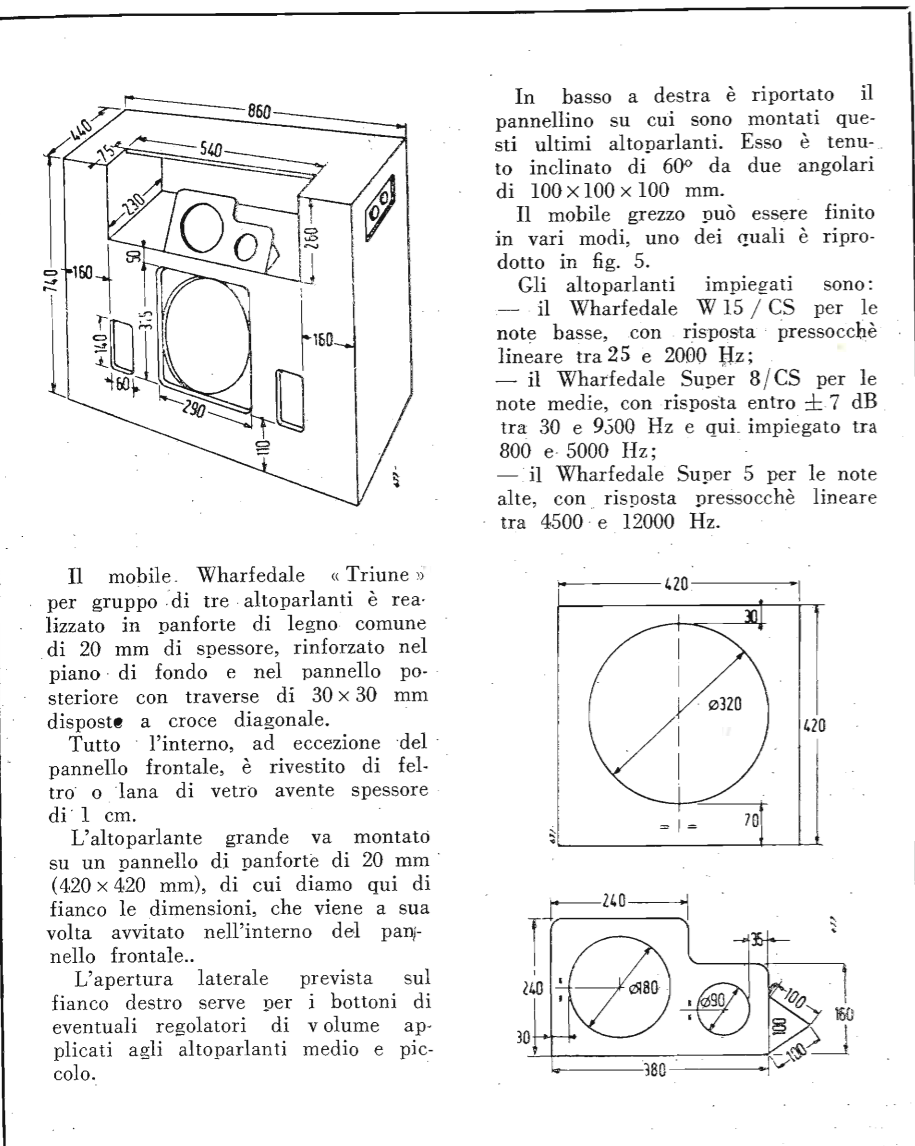 860
440
75
540
230
260
50
740
160
315
140
160
60
290
110
Il mobile Wharfedale « Triune »
per gruppo di tre altoparlanti è rea-
lizzato in panforte di legno comune
di 20 mm di spessore, rinforzato nel
piano di fondo e nel pannello po-
steriore con traverse di 30 × 30 mm
disposte a croce diagonale.
Tutto l'interno, ad eccezione del
pannello frontale, è rivestito di fel-
tro o lana di vetro avente spessore
di 1 cm.
L'altoparlante grande va montato
su un pannello di panforte di 20 mm
(420 × 420 mm), di cui diamo qui di
fianco le dimensioni, che viene a sua
volta avvitato nell'interno del pan-
nello frontale..
L'apertura laterale prevista sul
fianco destro serve per i bottoni di
eventuali regolatori di volume ap-
plicati agli altoparlanti medio e pic-
colo.
In basso a destra è riportato il
pannellino su cui sono montati que-
sti ultimi altoparlanti. Esso è tenu-
to inclinato di 60° da due angolari
di 100 × 100 × 100 mm.
Il mobile grezzo può essere finito
in vari modi, uno dei quali è ripro-
dotto in fig. 5.
Gli altoparlanti impiegati sono:
— il Wharfedale W 15 / CS per le
note basse, con risposta pressocchè
lineare tra 25 e 2000 Hz;
— il Wharfedale Super 8/CS per le
note medie, con risposta entro ± 7 dB
tra 30 e 9500 Hz e qui impiegato tra
800 e 5000 Hz;
— il Wharfedale Super 5 per le note
alte, con risposta pressocchè lineare
tra 4500 e 12000 Hz.
420
30
ø320
420
= | =
70
240
35
240
ø180
ø90
100
100
160
30
100
380